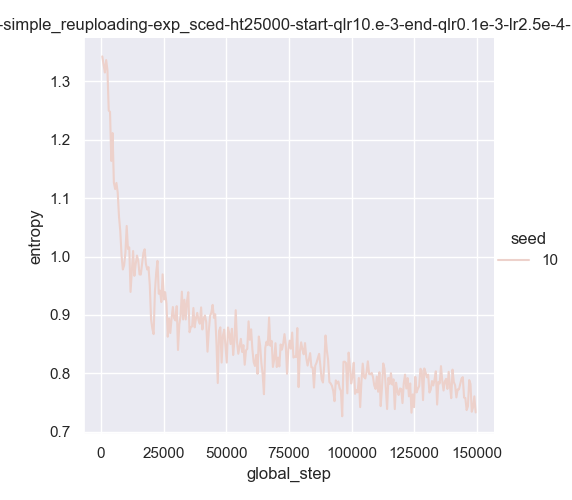 -simple_reuploading-exp_sced-ht25000-start-qlr10.e-3-end-qlr0.1e-3-lr2.5e-4-
1.3
1.2
1.1
1.0
0.9
0.8
0.7
entropy
seed
10
0 25000 50000 75000 100000 125000 150000
global_step